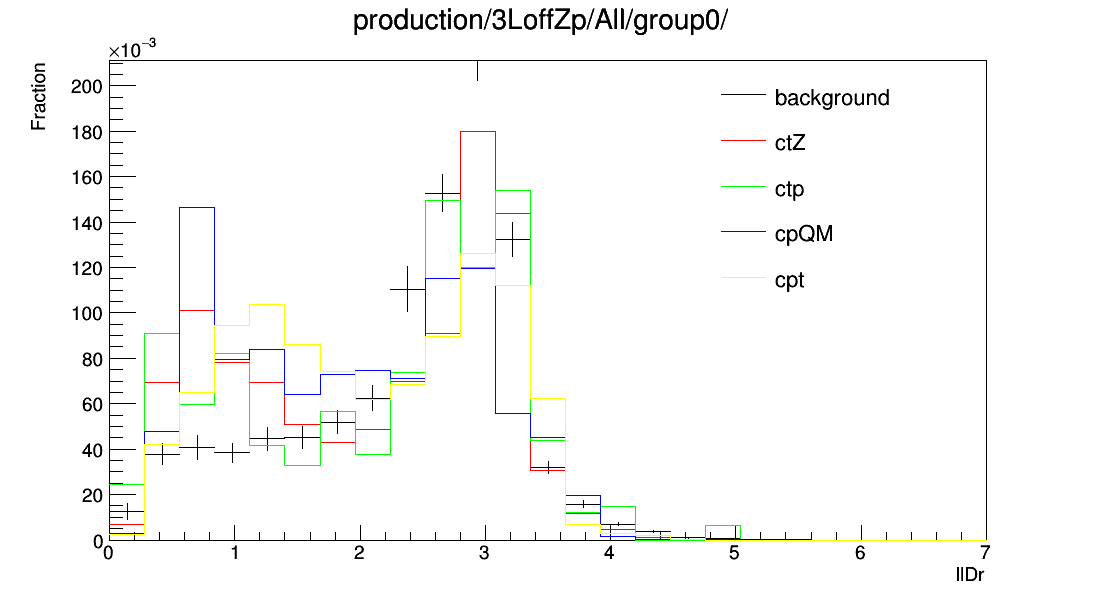 production/3LoffZp/All/group0/
×10⁻³
Fraction
200
180
160
140
120
100
80
60
40
20
0
background
ctZ
ctp
cpQM
cpt
0 1 2 3 4 5 6 7
llDr